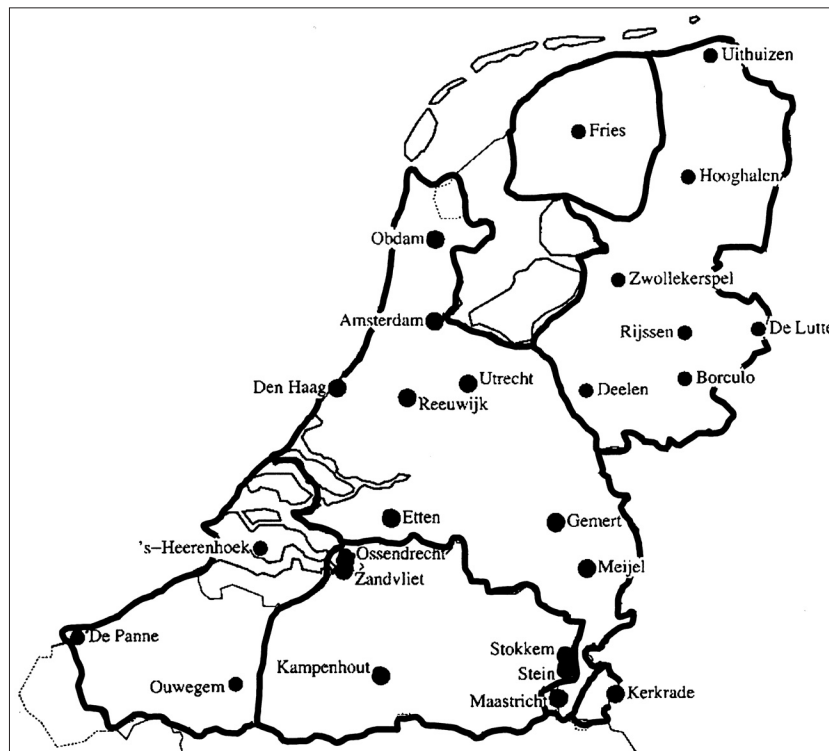 Uithuizen
Fries
Hooghalen
Obdam
Zwollekerspel
Amsterdam
De Lutte
Rijssen
Den Haag
Utrecht
Borculo
Deelen
Reeuwijk
Etten
Gemert
's–Heerenhoek
Ossendrecht
Meijel
Zandvliet
De Panne
Stokkem
Kampenhout
Stein
Ouwegem
Maastricht
Kerkrade